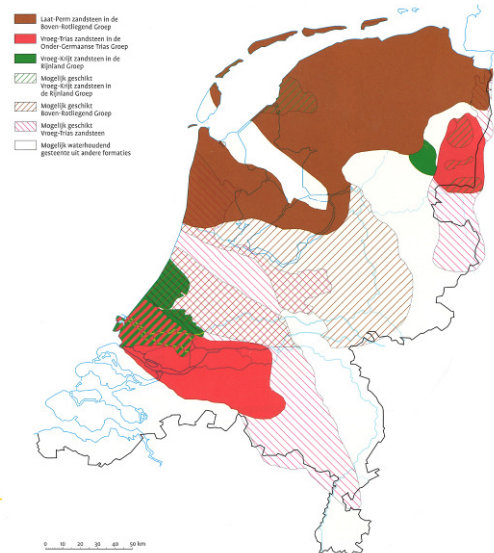 Laat-Perm zandsteen in de
Boven-Rotliegend Groep
Vroeg-Trias zandsteen in de
Onder-Germaanse Trias Groep
Vroeg-Krijt zandsteen in de
Rijnland Groep
Mogelijk geschikt
Vroeg-Krijt zandsteen in
de Rijnland Groep
Mogelijk geschikt
Boven-Rotliegend Groep
Mogelijk geschikt
Vroeg-Trias zandsteen
Mogelijk waterhoudend
gesteente uit andere formaties
0 10 20 30 40 50 km